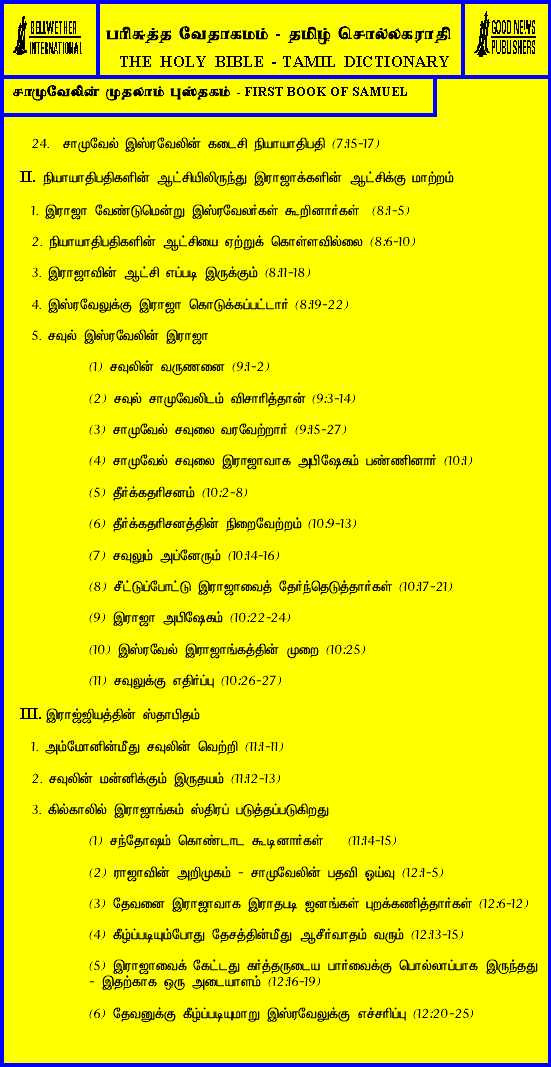 BELLWETHER
INTERNATIONAL
பரிசுத்த வேதாகமம் - தமிழ் சொல்லகராதி
THE HOLY BIBLE - TAMIL DICTIONARY
GOOD NEWS
PUBLISHERS
சாமுவேலின் முதலாம் புஸ்தகம் - FIRST BOOK OF SAMUEL
24. சாமுவேல் இஸ்ரவேலின் கடைசி நியாயாதிபதி (7:15-17)
II. நியாயாதிபதிகளின் ஆட்சியிலிருந்து இராஜாக்களின் ஆட்சிக்கு மாற்றம்
1. இராஜா வேண்டுமென்று இஸ்ரவேலர்கள் கூறினார்கள் (8:1-5)
2. நியாயாதிபதிகளின் ஆட்சியை ஏற்றுக் கொள்ளவில்லை (8:6-10)
3. இராஜாவின் ஆட்சி எப்படி இருக்கும் (8:11-18)
4. இஸ்ரவேலுக்கு இராஜா கொடுக்கப்பட்டார் (8:19-22)
5. சவுல் இஸ்ரவேலின் இராஜா
(1) சவுலின் வருணனை (9:1-2)
(2) சவுல் சாமுவேலிடம் விசாரித்தான் (9:3-14)
(3) சாமுவேல் சவுலை வரவேற்றார் (9:15-27)
(4) சாமுவேல் சவுலை இராஜாவாக அபிஷேகம் பண்ணினார் (10:1)
(5) தீர்க்கதரிசனம் (10:2-8)
(6) தீர்க்கதரிசனத்தின் நிறைவேற்றம் (10:9-13)
(7) சவுலும் அப்னேரும் (10:14-16)
(8) சீட்டுப்போட்டு இராஜாவைத் தேர்ந்தெடுத்தார்கள் (10:17-21)
(9) இராஜா அபிஷேகம் (10:22-24)
(10) இஸ்ரவேல் இராஜாங்கத்தின் முறை (10:25)
(11) சவுலுக்கு எதிர்ப்பு (10:26-27)
III. இராஜ்ஜியத்தின் ஸ்தாபிதம்
1. அம்மோனின்மீது சவுலின் வெற்றி (11:1-11)
2. சவுலின் மன்னிக்கும் இருதயம் (11:12-13)
3. கில்காலில் இராஜாங்கம் ஸ்திரப் படுத்தப்படுகிறது
(1) சந்தோஷம் கொண்டாட கூடினார்கள் (11:14-15)
(2) ராஜாவின் அறிமுகம் - சாமுவேலின் பதவி ஓய்வு (12:1-5)
(3) தேவனை இராஜாவாக இராதபடி ஜனங்கள் புறக்கணித்தார்கள் (12:6-12)
(4) கீழ்ப்படியும்போது தேசத்தின்மீது ஆசீர்வாதம் வரும் (12:13-15)
(5) இராஜாவைக் கேட்டது கர்த்தருடைய பார்வைக்கு பொல்லாப்பாக இருந்தது
- இதற்காக ஒரு அடையாளம் (12:16-19)
(6) தேவனுக்கு கீழ்ப்படியுமாறு இஸ்ரவேலுக்கு எச்சரிப்பு (12:20-25)